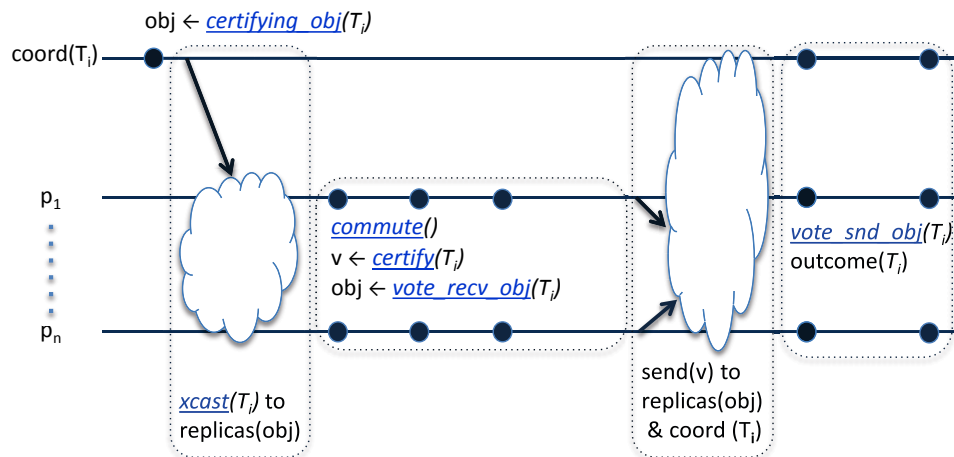 obj ← certifying_obj(Ti)
coord(Ti)
p1
commute()
v ← certify(Ti)
obj ← vote_recv_obj(Ti)
vote_snd_obj(Ti)
outcome(Ti)
pn
xcast(Ti) to
replicas(obj)
send(v) to
replicas(obj)
& coord (Ti)